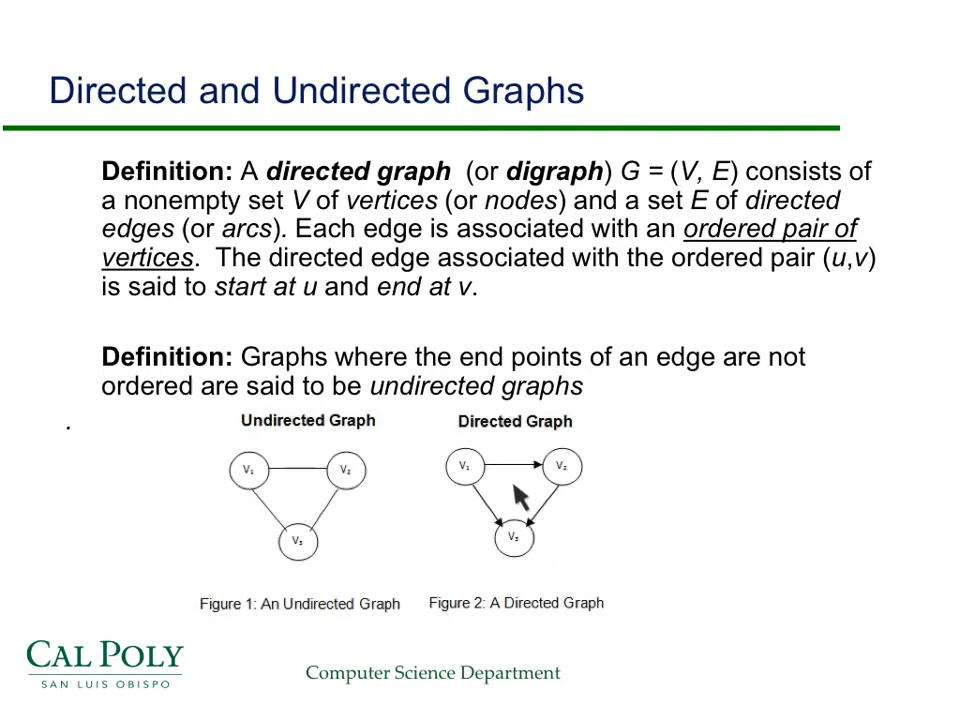 Directed and Undirected Graphs
Definition: A directed graph (or digraph) G = (V, E) consists of
a nonempty set V of vertices (or nodes) and a set E of directed
edges (or arcs). Each edge is associated with an ordered pair of
vertices. The directed edge associated with the ordered pair (u,v)
is said to start at u and end at v.
Definition: Graphs where the end points of an edge are not
ordered are said to be undirected graphs
.
Undirected Graph
V₁
V₂
V₃
Figure 1: An Undirected Graph
Directed Graph
V₁
V₂
V₃
Figure 2: A Directed Graph
CAL POLY
SAN LUIS OBISPO
Computer Science Department